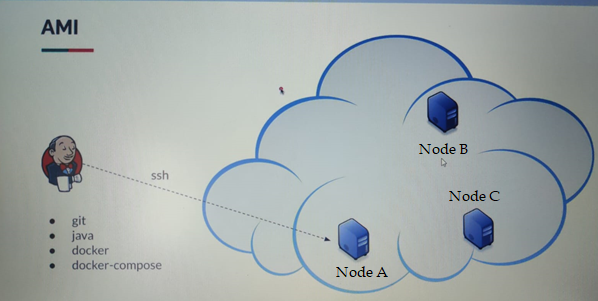 AMI
ssh
Node B
Node C
Node A
git
java
docker
docker-compose